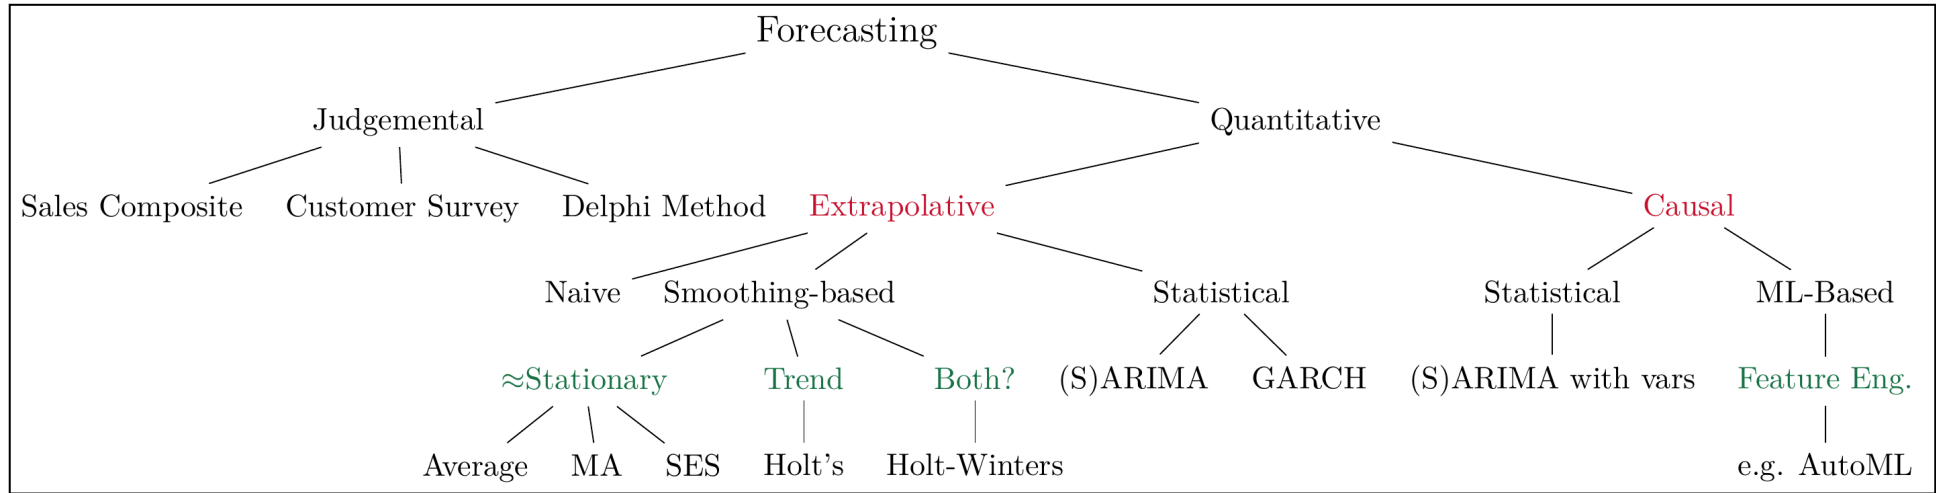 Forecasting
Judgemental Quantitative
Sales Composite Customer Survey Delphi Method Extrapolative Causal
Naive Smoothing-based Statistical Statistical ML-Based
≈Stationary Trend Both? (S)ARIMA GARCH (S)ARIMA with vars Feature Eng.
Average MA SES Holt's Holt-Winters e.g. AutoML